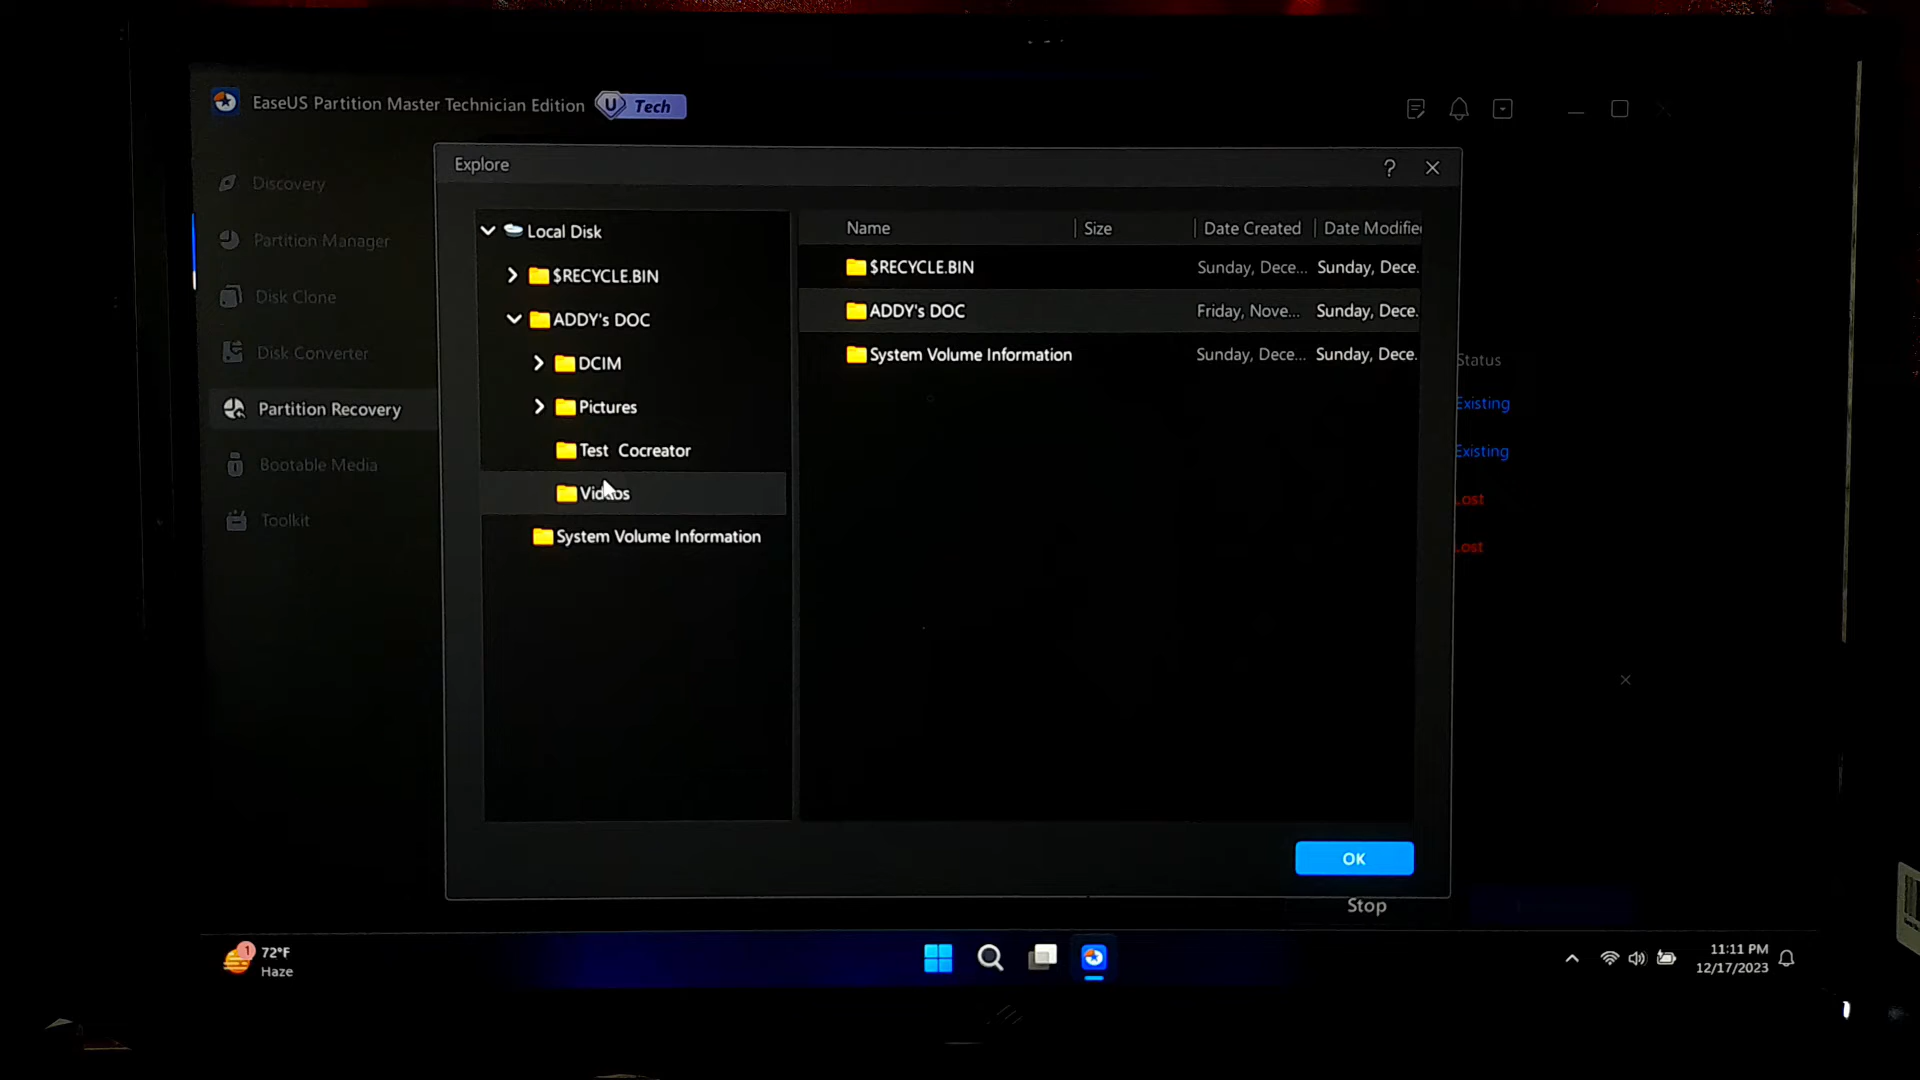 EaseUS Partition Master Technician Edition U Tech
Explore ?
Discovery
Partition Manager
Disk Clone
Disk Converter
Partition Recovery
Bootable Media
Toolkit
Local Disk
$RECYCLE.BIN
ADDY's DOC
DCIM
Pictures
Test Cocreator
Videos
System Volume Information
Name Size Date Created Date Modifie
$RECYCLE.BIN Sunday, Dece... Sunday, Dece.
ADDY's DOC Friday, Nove... Sunday, Dece.
System Volume Information Sunday, Dece... Sunday, Dece.
Status
Existing
Existing
Lost
Lost
OK
Stop
1
72°F
Haze
11:11 PM
12/17/2023